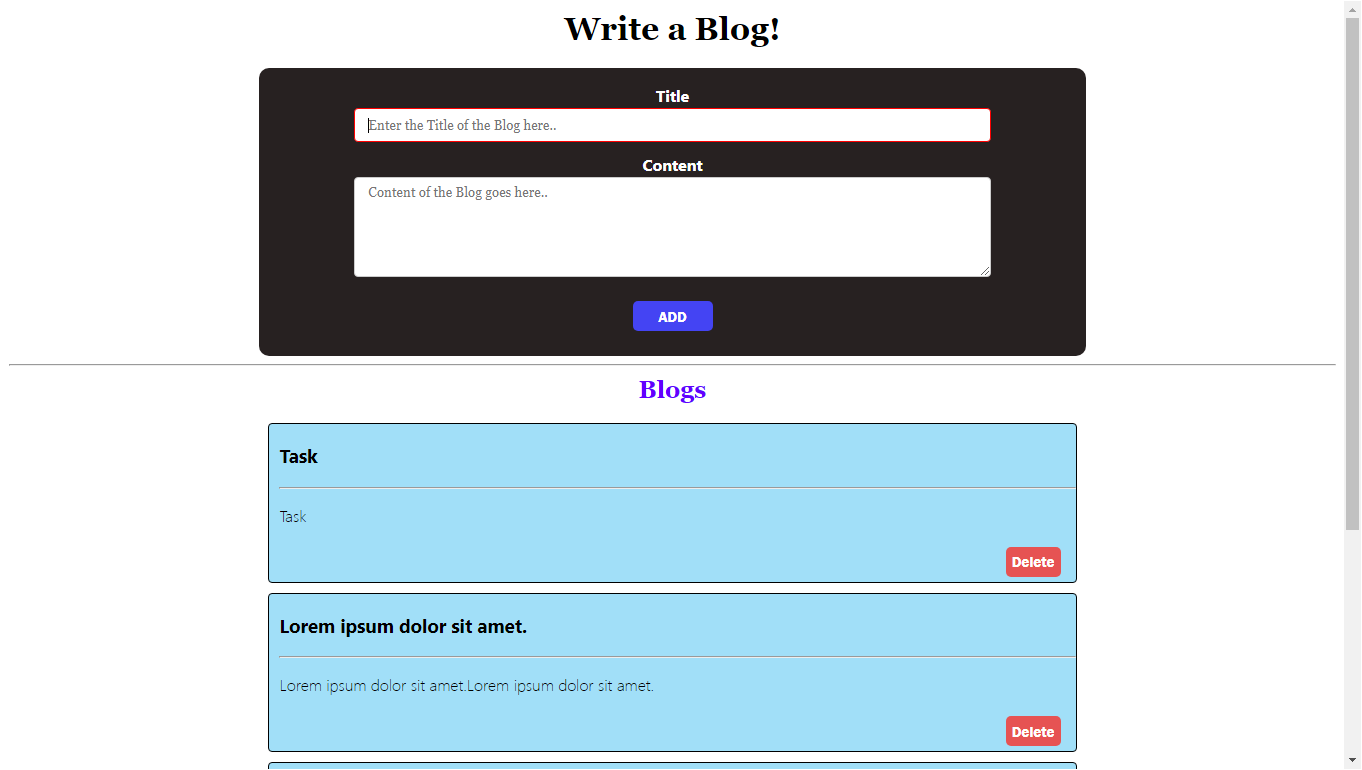 Write a Blog!
Title
Enter the Title of the Blog here..
Content
Content of the Blog goes here..
ADD
Blogs
Task
Task
Delete
Lorem ipsum dolor sit amet.
Lorem ipsum dolor sit amet.Lorem ipsum dolor sit amet.
Delete